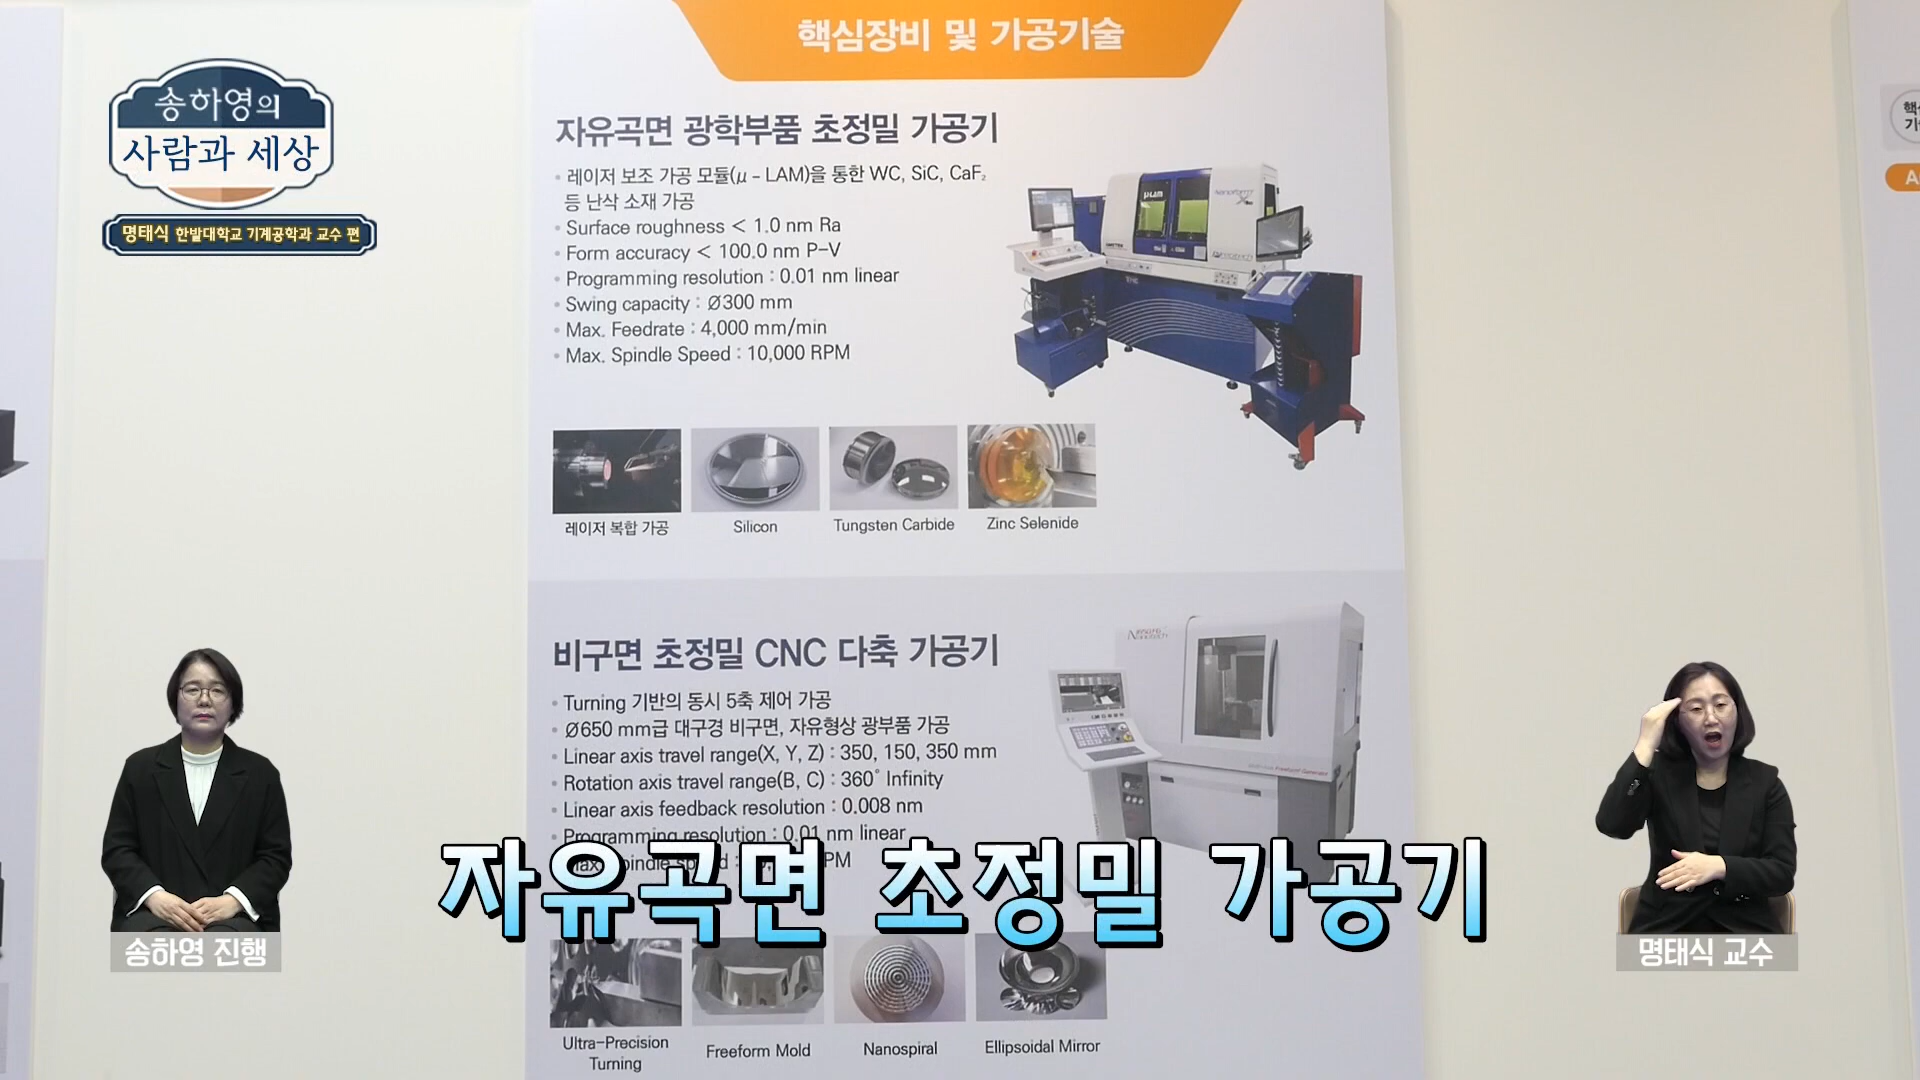 핵심장비 및 가공기술
송하영의
사람과 세상
명태식 한밭대학교 기계공학과 교수 편
자유곡면 광학부품 초정밀 가공기
• 레이저 보조 가공 모듈(μ - LAM)을 통한 WC, SiC, CaF₂
등 난삭 소재 가공
• Surface roughness < 1.0 nm Ra
• Form accuracy < 100.0 nm P-V
• Programming resolution : 0.01 nm linear
• Swing capacity : Ø300 mm
• Max. Feedrate : 4,000 mm/min
• Max. Spindle Speed : 10,000 RPM
μ-LAM
레이저 복합 가공
Silicon
Tungsten Carbide
Zinc Selenide
비구면 초정밀 CNC 다축 가공기
• Turning 기반의 동시 5축 제어 가공
• Ø650 mm급 대구경 비구면, 자유형상 광부품 가공
• Linear axis travel range(X, Y, Z) : 350, 150, 350 mm
• Rotation axis travel range(B, C) : 360° Infinity
• Linear axis feedback resolution : 0.008 nm
• Programming resolution : 0.01 nm linear
자유곡면 초정밀 가공기
송하영 진행
명태식 교수
Ultra-Precision
Turning
Freeform Mold
Nanospiral
Ellipsoidal Mirror